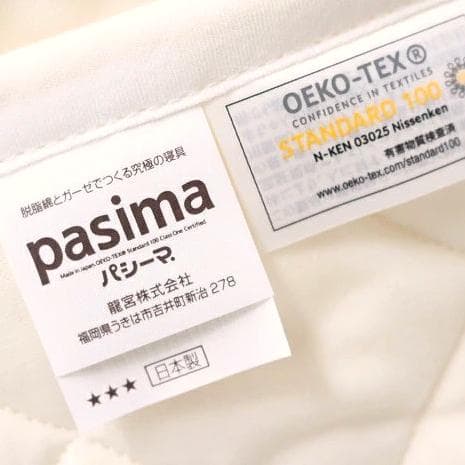 脱脂綿とガーゼでつくる究極の寝具
pasima
Made in Japan, OEKO-TEX® Standard 100 Class One Certified.
パシーマ®
龍宮株式会社
福岡県うきは市吉井町新治278
★★★ 日本製
OEKO-TEX®
CONFIDENCE IN TEXTILES
STANDARD 100
N-KEN 03025 Nissenken
有害物質検査済
www.oeko-tex.com/standard100